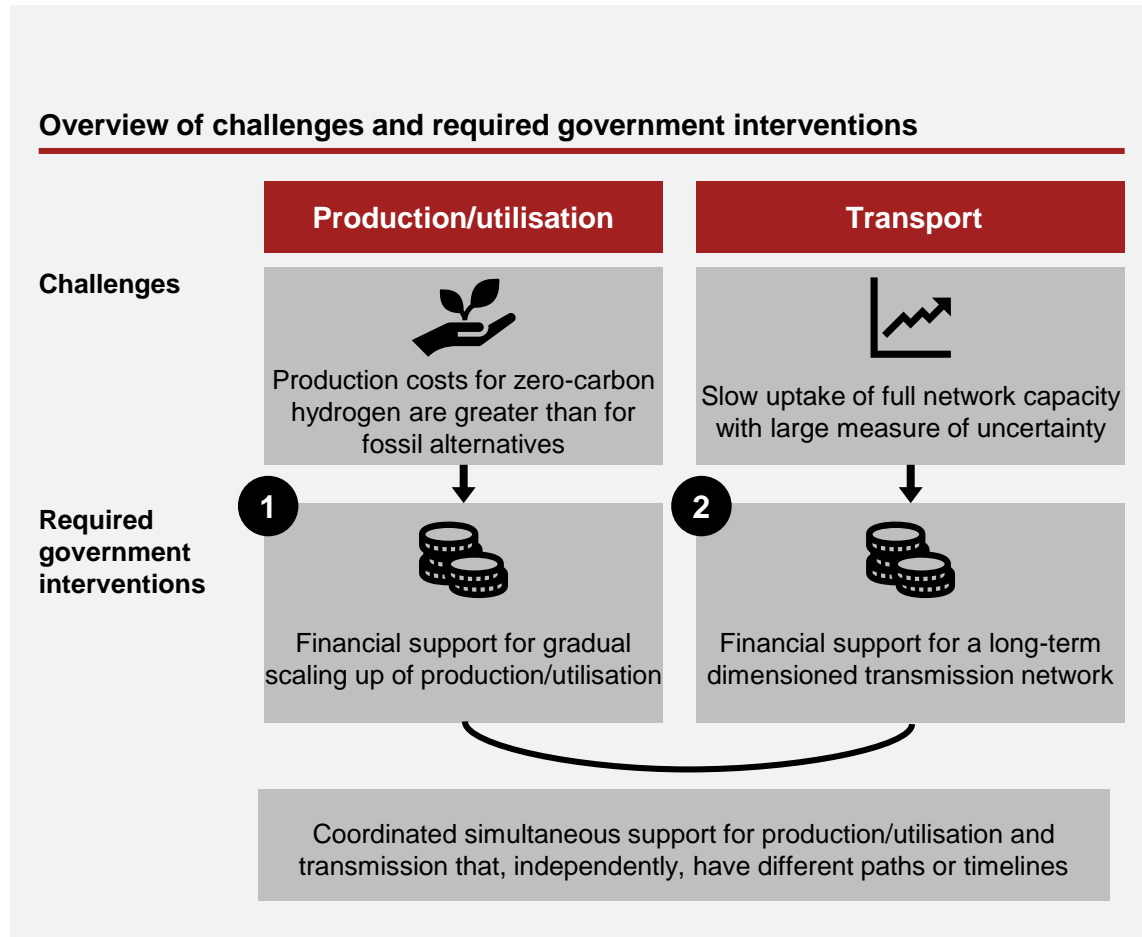 Overview of challenges and required government interventions
Production/utilisation
Transport
Challenges
Production costs for zero-carbon
hydrogen are greater than for
fossil alternatives
Slow uptake of full network capacity
with large measure of uncertainty
Required
government
interventions
1
Financial support for gradual
scaling up of production/utilisation
2
Financial support for a long-term
dimensioned transmission network
Coordinated simultaneous support for production/utilisation and
transmission that, independently, have different paths or timelines